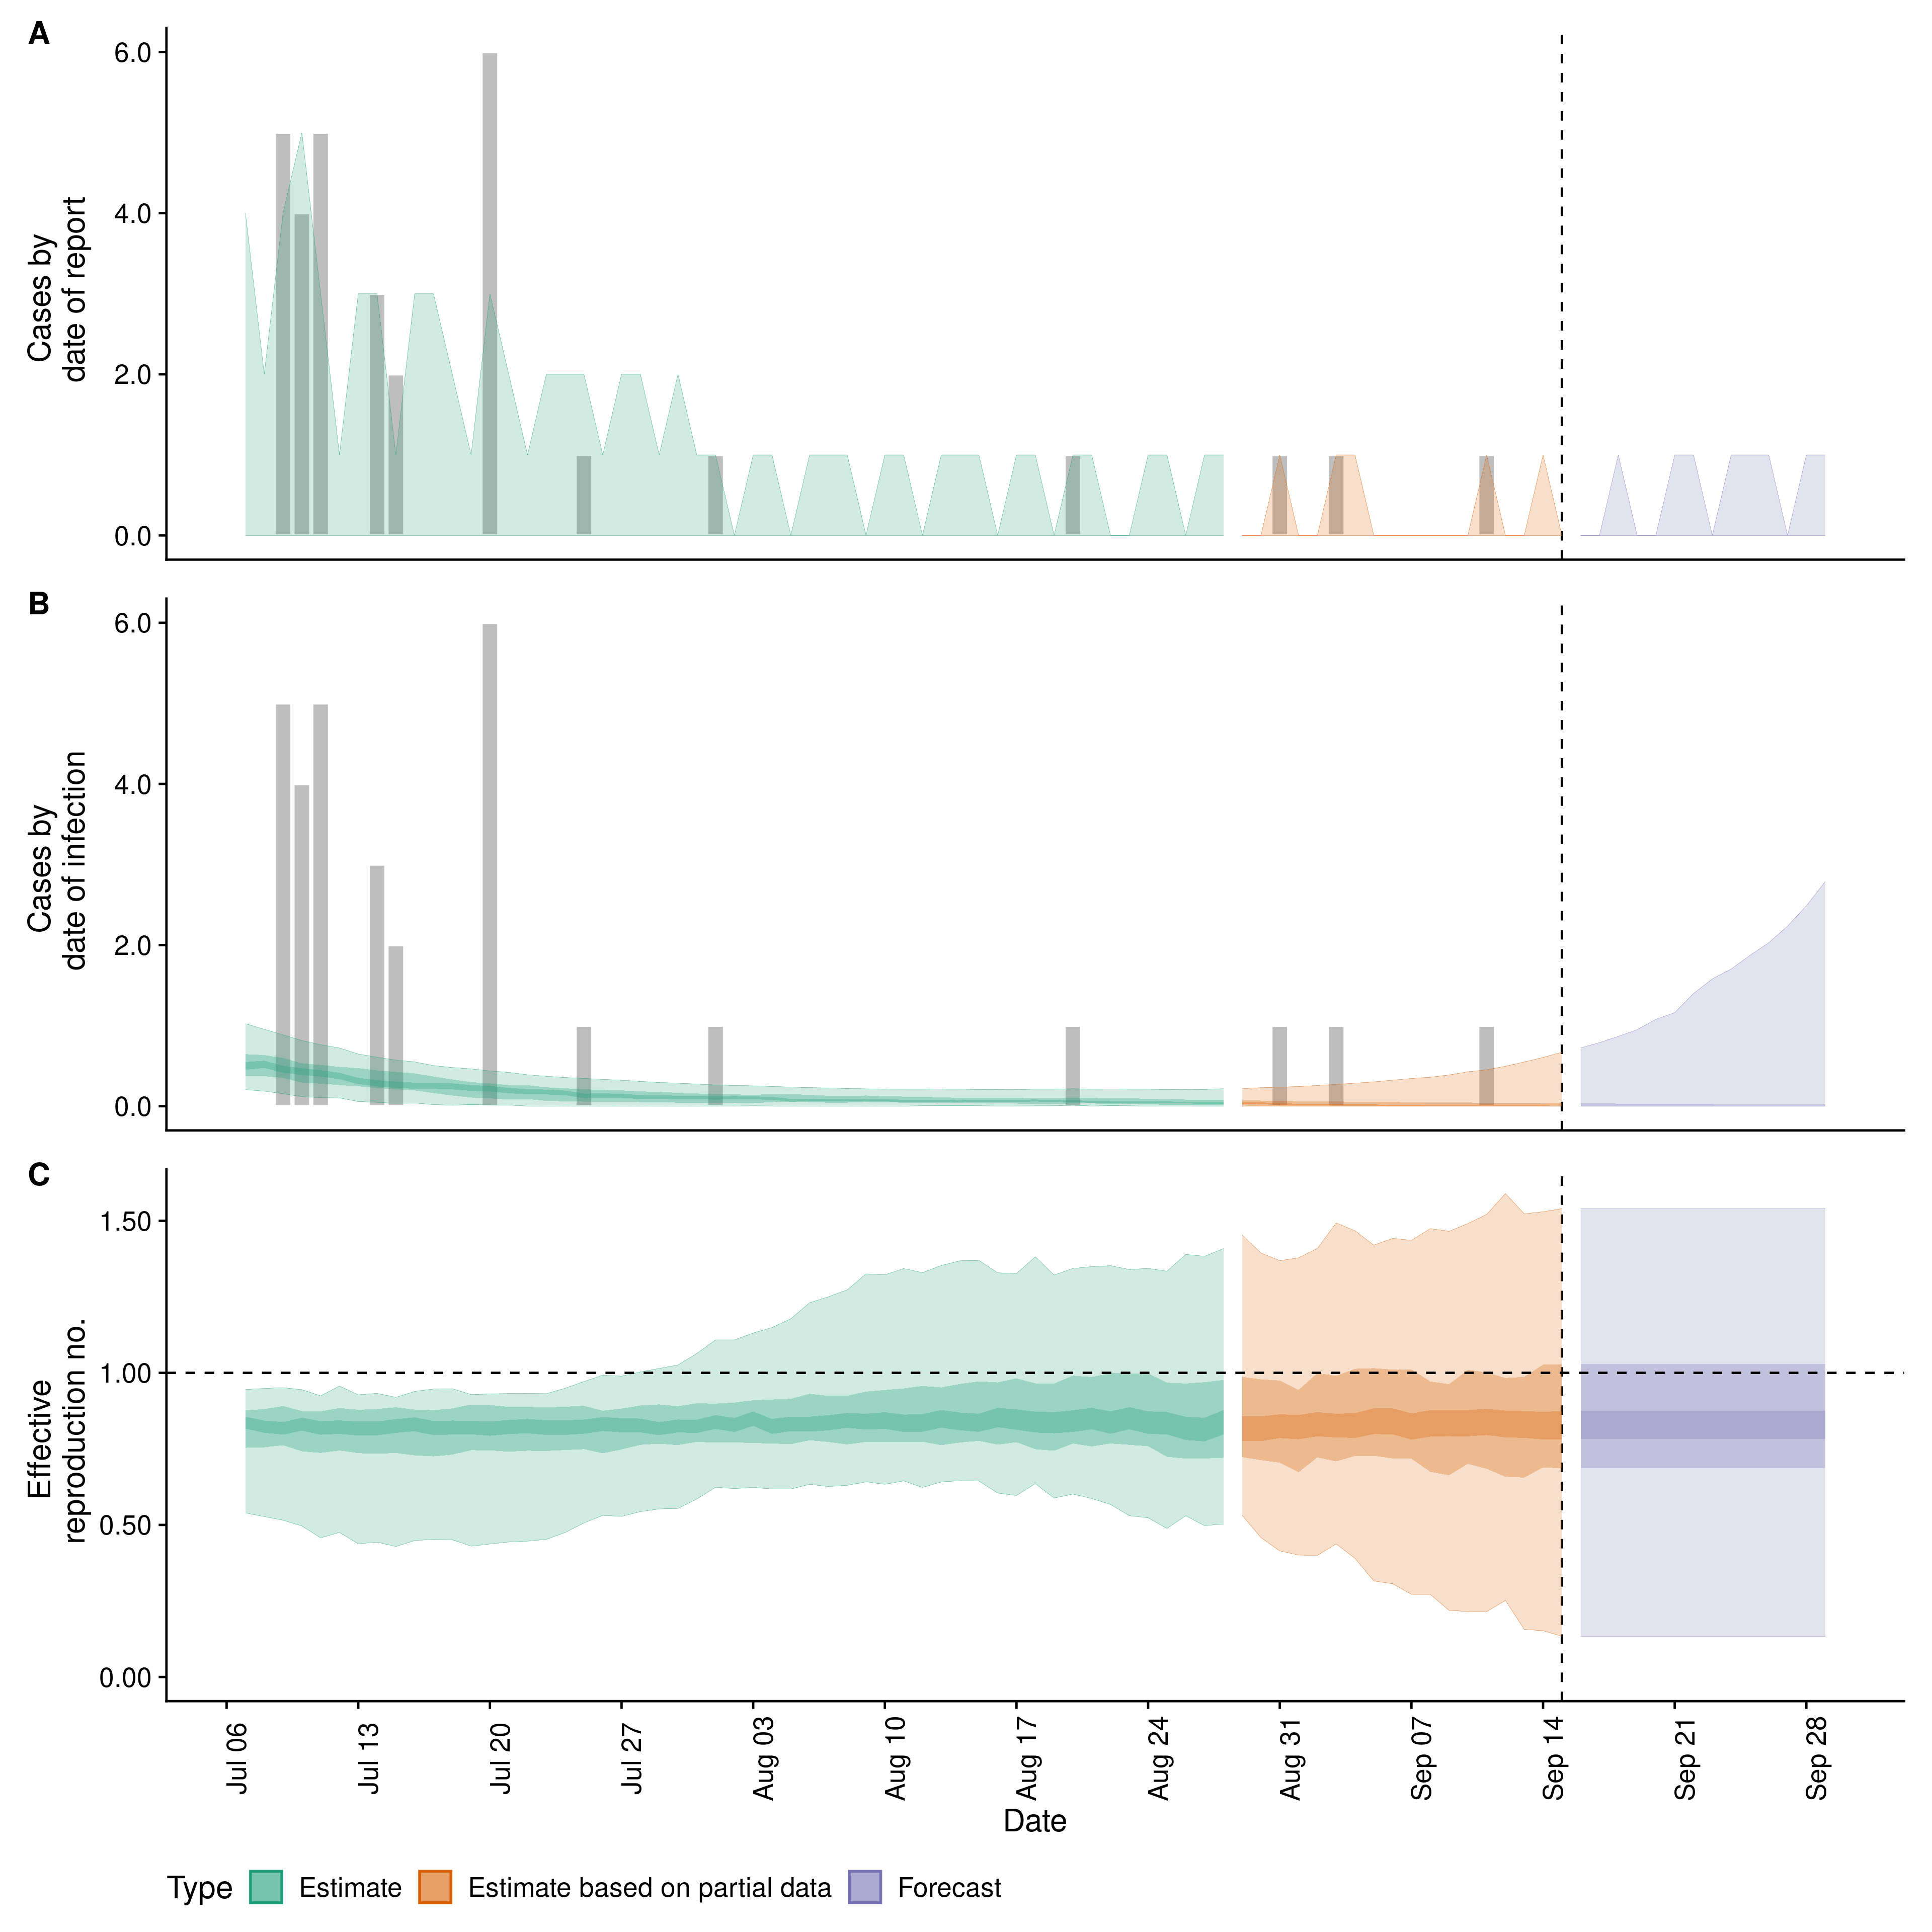 A
Cases by
date of report
6.0
4.0
2.0
0.0
B
Cases by
date of infection
6.0
4.0
2.0
0.0
C
Effective
reproduction no.
1.50
1.00
0.50
0.00
Jul 06
Jul 13
Jul 20
Jul 27
Aug 03
Aug 10
Aug 17
Aug 24
Aug 31
Sep 07
Sep 14
Sep 21
Sep 28
Date
Type Estimate Estimate based on partial data Forecast